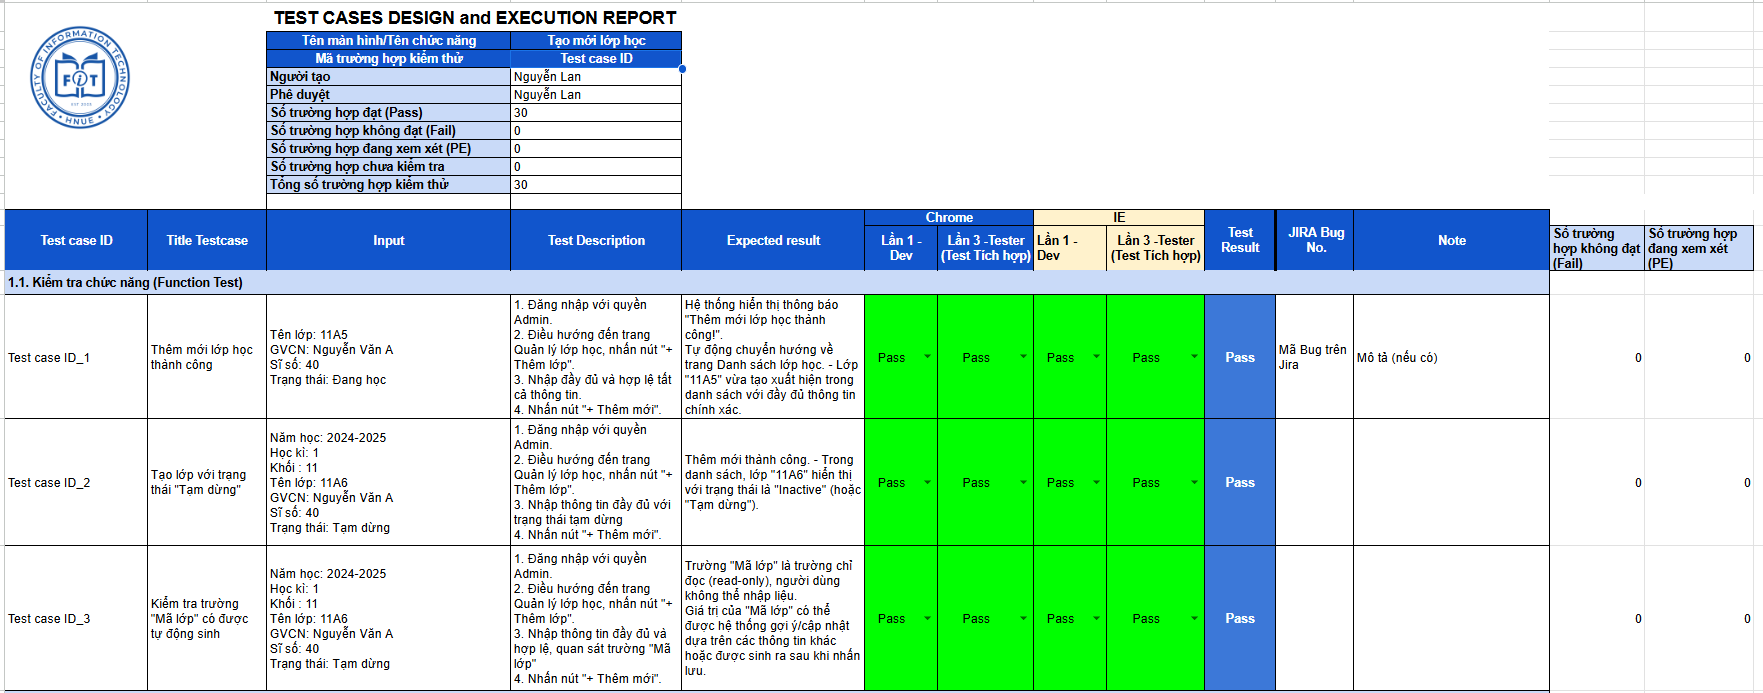 TEST CASES DESIGN and EXECUTION REPORT
FACULTY OF INFORMATION TECHNOLOGY
FiT
HNUE
Tên màn hình/Tên chức năng Tạo mới lớp học
Mã trường hợp kiểm thử Test case ID
Người tạo Nguyễn Lan
Phê duyệt Nguyễn Lan
Số trường hợp đạt (Pass) 30
Số trường hợp không đạt (Fail) 0
Số trường hợp đang xem xét (PE) 0
Số trường hợp chưa kiểm tra 0
Tổng số trường hợp kiểm thử 30
Test case ID
Title Testcase
Input
Test Description
Expected result
Chrome
Lần 1 -
Dev
Lần 3 -Tester
(Test Tích hợp)
IE
Lần 1 -
Dev
Lần 3 -Tester
(Test Tích hợp)
Test
Result
JIRA Bug
No.
Note
Số trường
hợp không đạt
(Fail)
Số trường hợp
đang xem xét
(PE)
1.1. Kiểm tra chức năng (Function Test)
Test case ID_1
Thêm mới lớp học
thành công
Tên lớp: 11A5
GVCN: Nguyễn Văn A
Sĩ số: 40
Trạng thái: Đang học
1. Đăng nhập với quyền
Admin.
2. Điều hướng đến trang
Quản lý lớp học, nhấn nút "+
Thêm lớp".
3. Nhập đầy đủ và hợp lệ tất
cả thông tin.
4. Nhấn nút "+ Thêm mới".
Hệ thống hiển thị thông báo
"Thêm mới lớp học thành
công!".
Tự động chuyển hướng về
trang Danh sách lớp học. - Lớp
"11A5" vừa tạo xuất hiện trong
danh sách với đầy đủ thông tin
chính xác.
Pass
Pass
Pass
Pass
Pass
Mã Bug trên
Jira
Mô tả (nếu có)
0
0
Test case ID_2
Tạo lớp với trạng
thái "Tạm dừng"
Năm học: 2024-2025
Học kì: 1
Khối : 11
Tên lớp: 11A6
GVCN: Nguyễn Văn A
Sĩ số: 40
Trạng thái: Tạm dừng
1. Đăng nhập với quyền
Admin.
2. Điều hướng đến trang
Quản lý lớp học, nhấn nút "+
Thêm lớp".
3. Nhập thông tin đầy đủ với
trạng thái tạm dừng
4. Nhấn nút "+ Thêm mới".
Thêm mới thành công. - Trong
danh sách, lớp "11A6" hiển thị
với trạng thái là "Inactive" (hoặc
"Tạm dừng").
Pass
Pass
Pass
Pass
Pass
0
0
Test case ID_3
Kiểm tra trường
"Mã lớp" có được
tự động sinh
Năm học: 2024-2025
Học kì: 1
Khối : 11
Tên lớp: 11A6
GVCN: Nguyễn Văn A
Sĩ số: 40
Trạng thái: Tạm dừng
1. Đăng nhập với quyền
Admin.
2. Điều hướng đến trang
Quản lý lớp học, nhấn nút "+
Thêm lớp".
3. Nhập thông tin đầy đủ và
hợp lệ, quan sát trường "Mã
lớp"
4. Nhấn nút "+ Thêm mới".
Trường "Mã lớp" là trường chỉ
đọc (read-only), người dùng
không thể nhập liệu.
Giá trị của "Mã lớp" có thể
được hệ thống gợi ý/cập nhật
dựa trên các thông tin khác
hoặc được sinh ra sau khi nhấn
lưu.
Pass
Pass
Pass
Pass
Pass
0
0